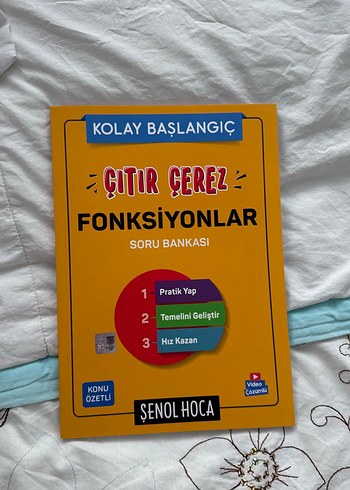 KOLAY BAŞLANGIÇ
ÇITIR ÇEREZ
FONKSİYONLAR
SORU BANKASI
1 Pratik Yap
2 Temelini Geliştir
3 Hız Kazan
KONU
ÖZETLİ
Video
Çözümlü
ŞENOL HOCA